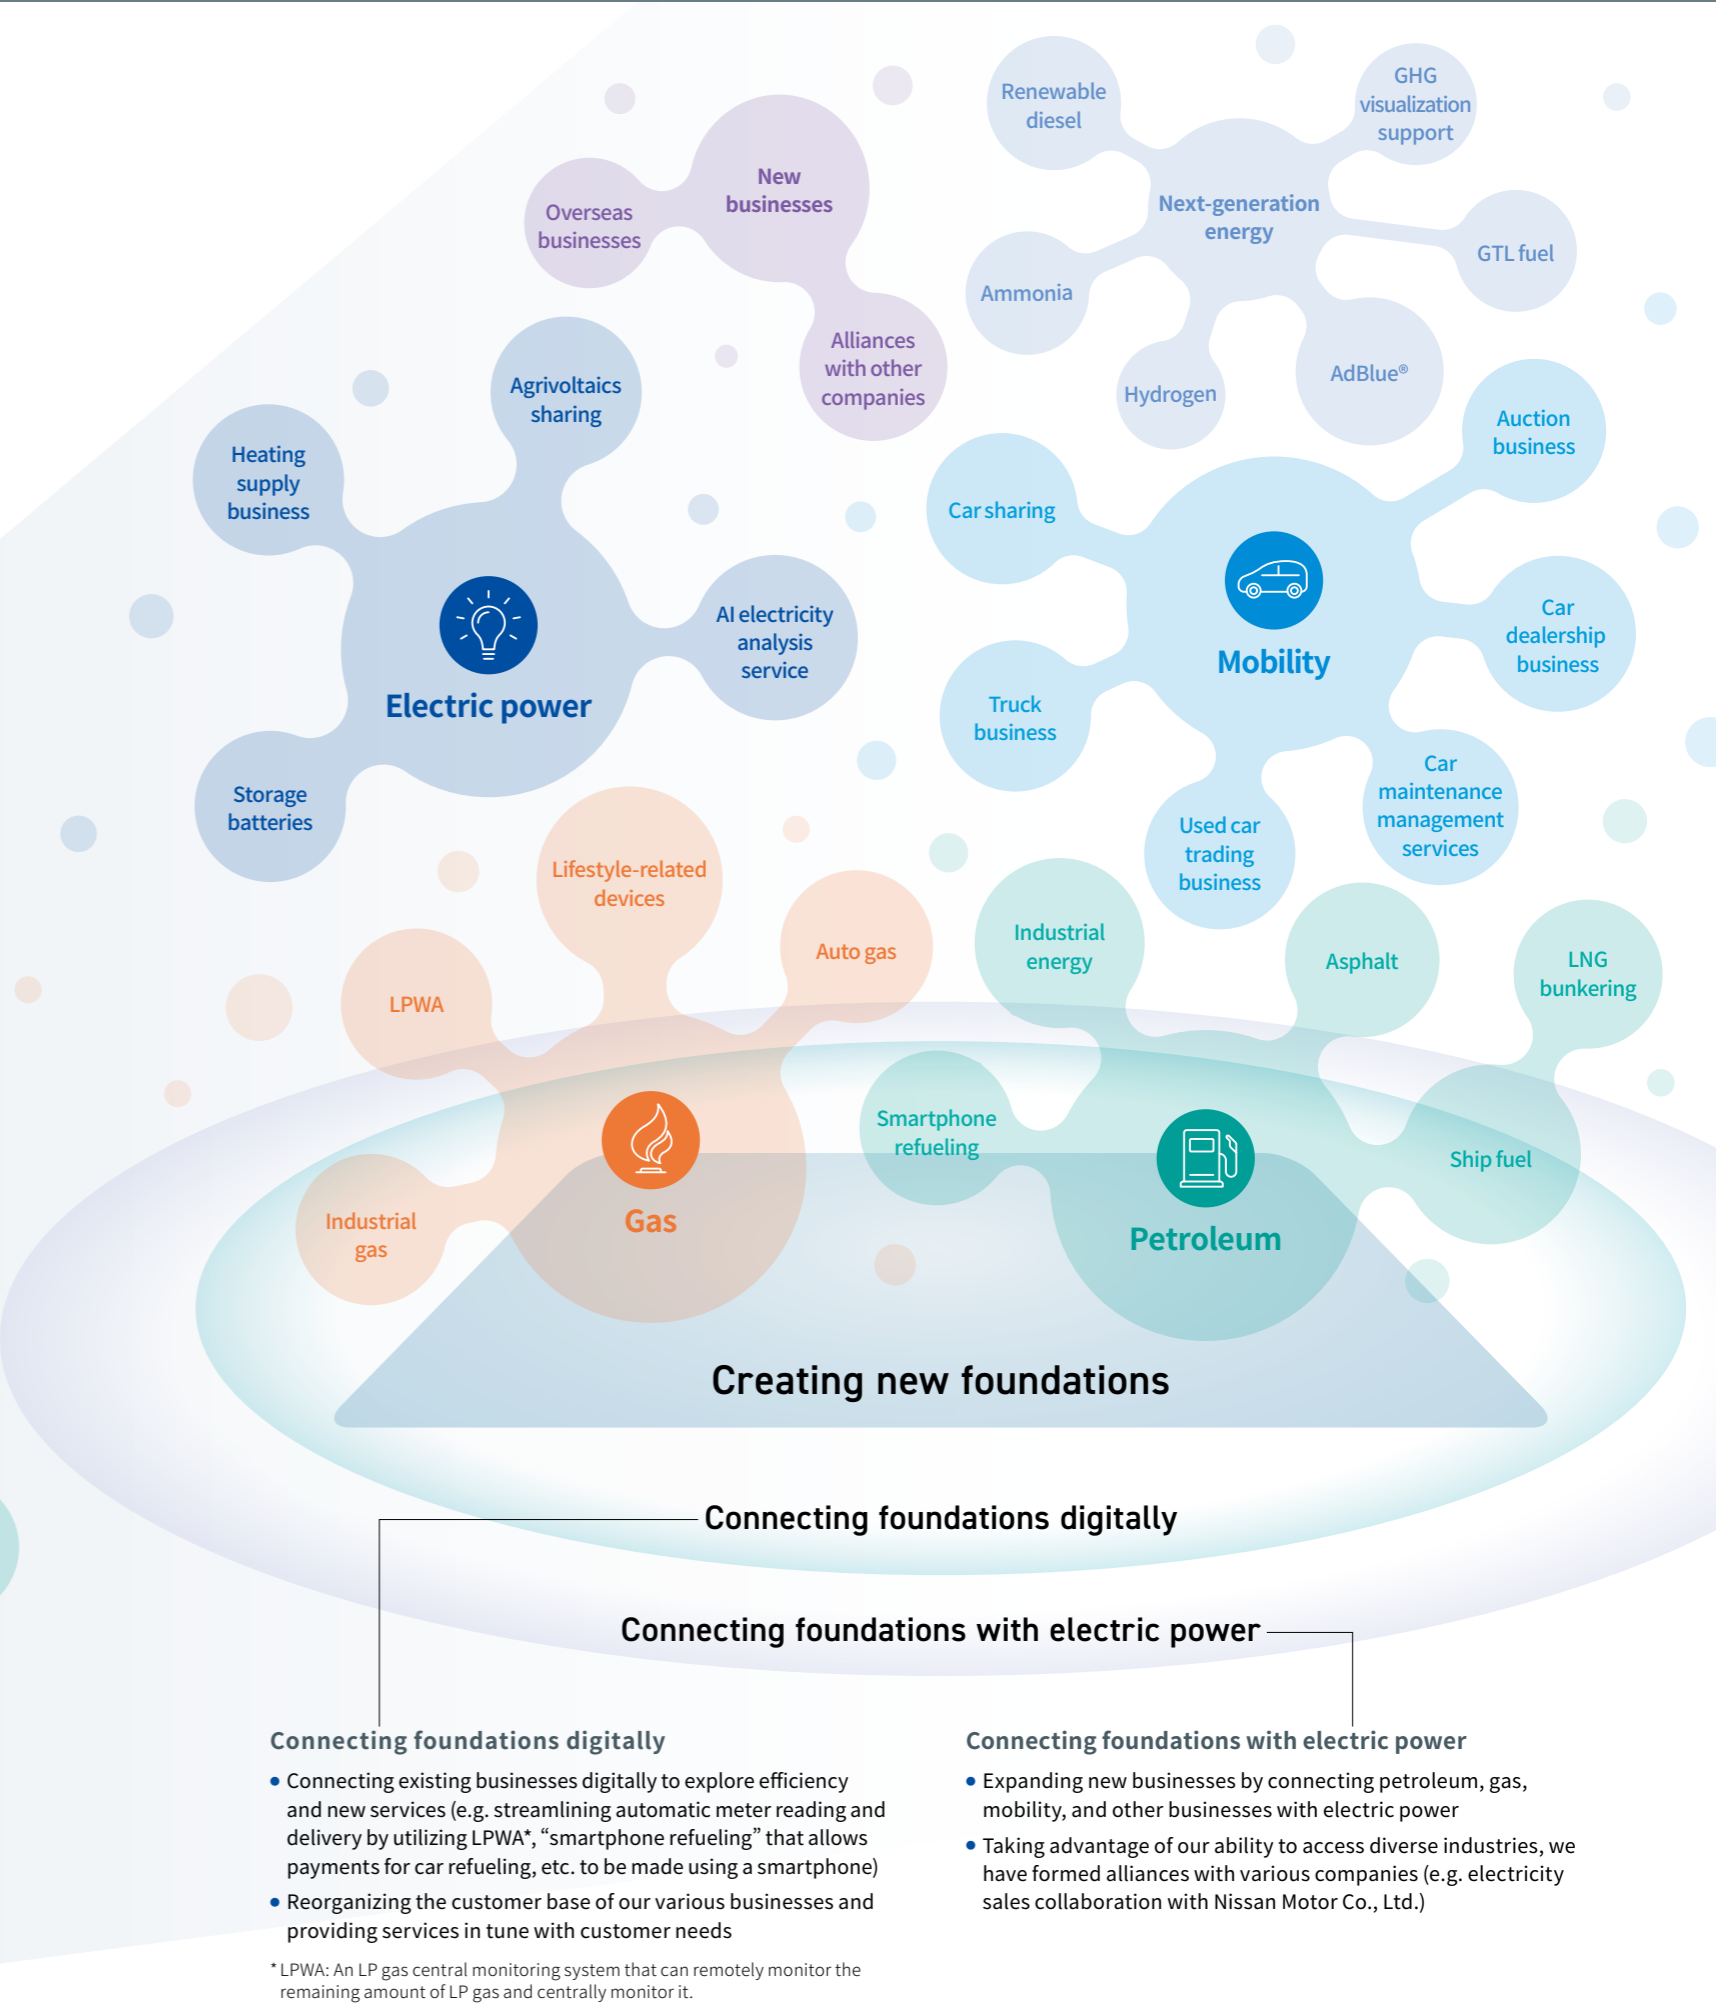 Renewable
diesel
GHG
visualization
support
New
businesses
Overseas
businesses
Next-generation
energy
GTL fuel
Ammonia
Alliances
with other
companies
AdBlue®
Hydrogen
Agrivoltaics
sharing
Heating
supply
business
Auction
business
Car sharing
AI electricity
analysis
service
Electric power
Mobility
Car
dealership
business
Truck
business
Storage
batteries
Car
maintenance
management
services
Used car
trading
business
Lifestyle-related
devices
Auto gas
LPWA
Industrial
energy
Asphalt
LNG
bunkering
Smartphone
refueling
Ship fuel
Industrial
gas
Gas
Petroleum
Creating new foundations
Connecting foundations digitally
Connecting foundations with electric power
Connecting foundations digitally
• Connecting existing businesses digitally to explore efficiency
and new services (e.g. streamlining automatic meter reading and
delivery by utilizing LPWA*, “smartphone refueling” that allows
payments for car refueling, etc. to be made using a smartphone)
• Reorganizing the customer base of our various businesses and
providing services in tune with customer needs
* LPWA: An LP gas central monitoring system that can remotely monitor the
remaining amount of LP gas and centrally monitor it.
Connecting foundations with electric power
• Expanding new businesses by connecting petroleum, gas,
mobility, and other businesses with electric power
• Taking advantage of our ability to access diverse industries, we
have formed alliances with various companies (e.g. electricity
sales collaboration with Nissan Motor Co., Ltd.)